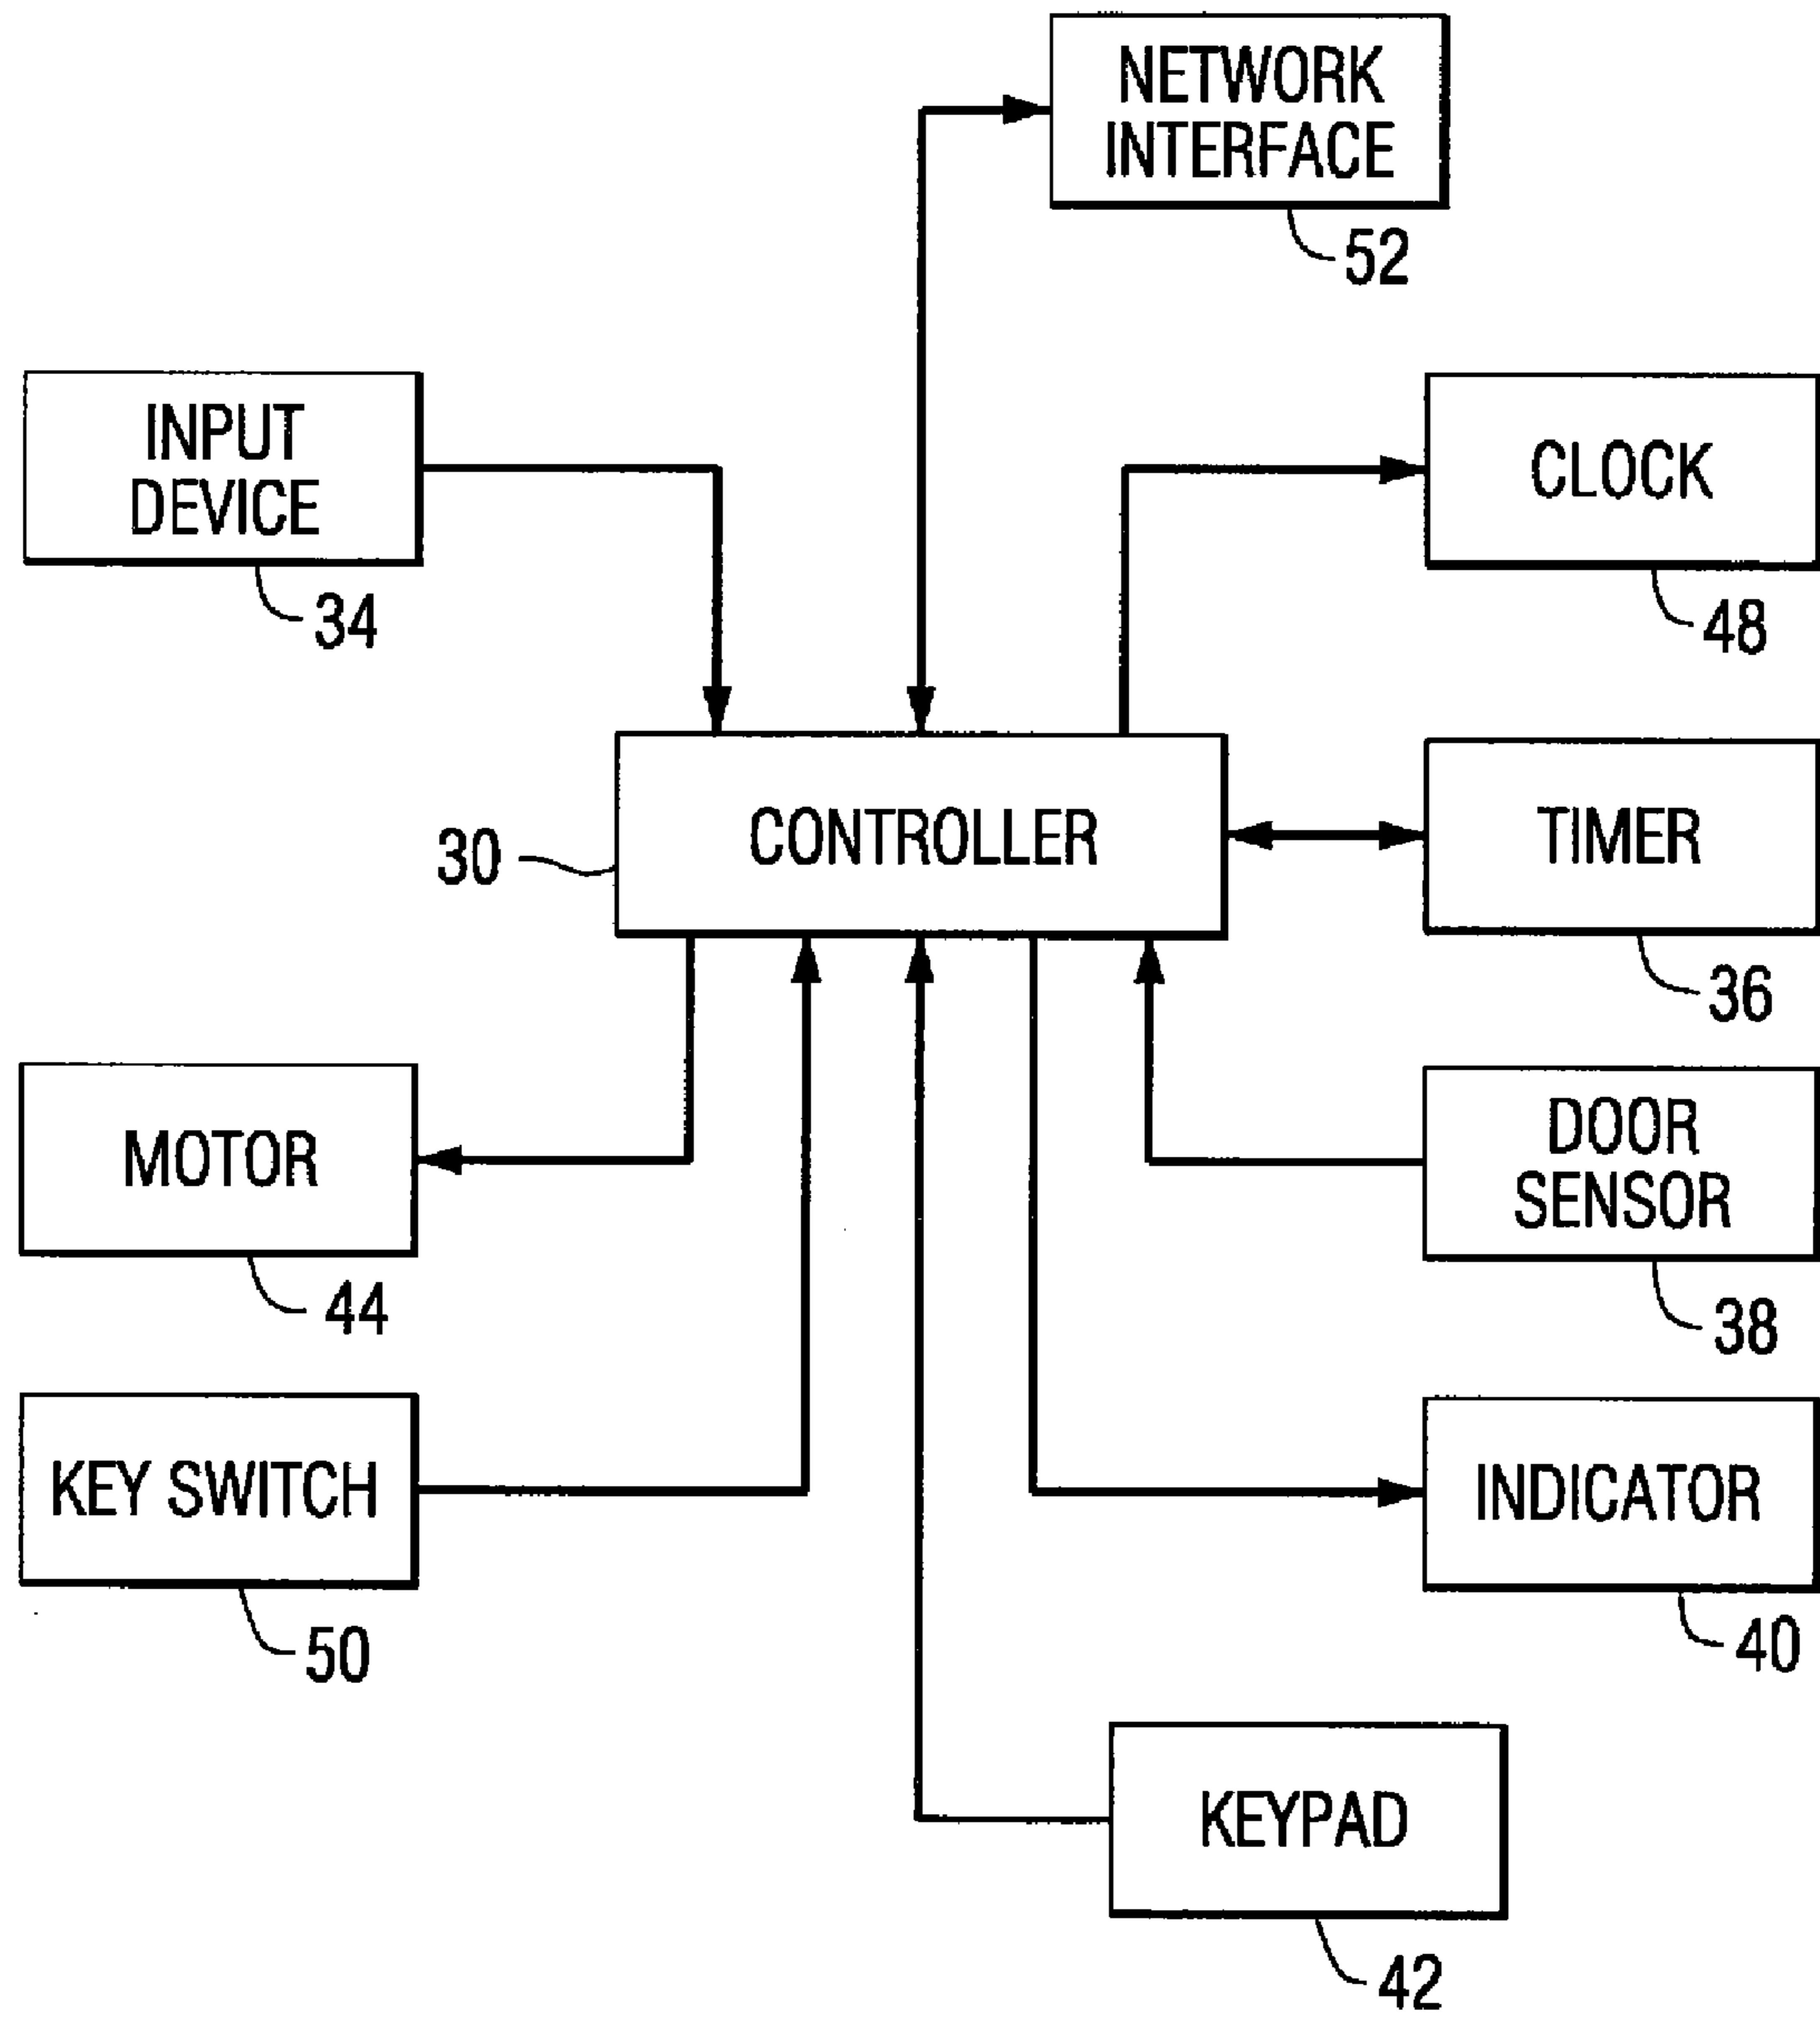 NETWORK
INTERFACE
52
INPUT
DEVICE
34
CLOCK
48
CONTROLLER
30
TIMER
36
MOTOR
44
DOOR
SENSOR
38
KEY SWITCH
50
INDICATOR
40
KEYPAD
42